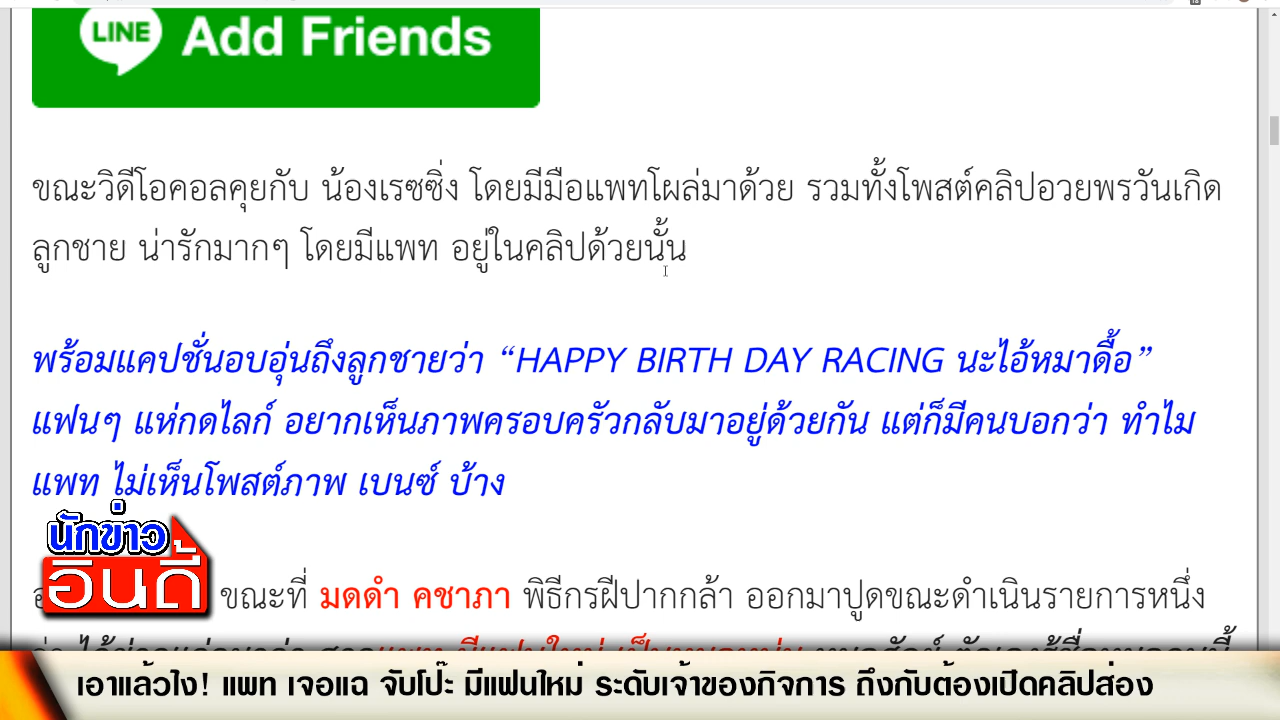 LINE Add Friends
ขณะวิดีโอคอลคุยกับ น้องเรซซิ่ง โดยมีมือแพทโผล่มาด้วย รวมทั้งโพสต์คลิปอวยพรวันเกิด
ลูกชาย น่ารักมากๆ โดยมีแพท อยู่ในคลิปด้วยนั้น
พร้อมแคปชั่นอบอุ่นถึงลูกชายว่า “HAPPY BIRTH DAY RACING นะไอ้หมาดื้อ”
แฟนๆ แห่กดไลก์ อยากเห็นภาพครอบครัวกลับมาอยู่ด้วยกัน แต่ก็มีคนบอกว่า ทำไม
แพท ไม่เห็นโพสต์ภาพ เบนซ์ บ้าง
นักข่าว
อินดี้
ขณะที่ มดดำ คชาภา พิธีกรฝีปากกล้า ออกมาปูดขณะดำเนินรายการหนึ่ง
เอาแล้วไง! แพท เจอแฉ จับโป๊ะ มีแฟนใหม่ ระดับเจ้าของกิจการ ถึงกับต้องเปิดคลิปส่อง